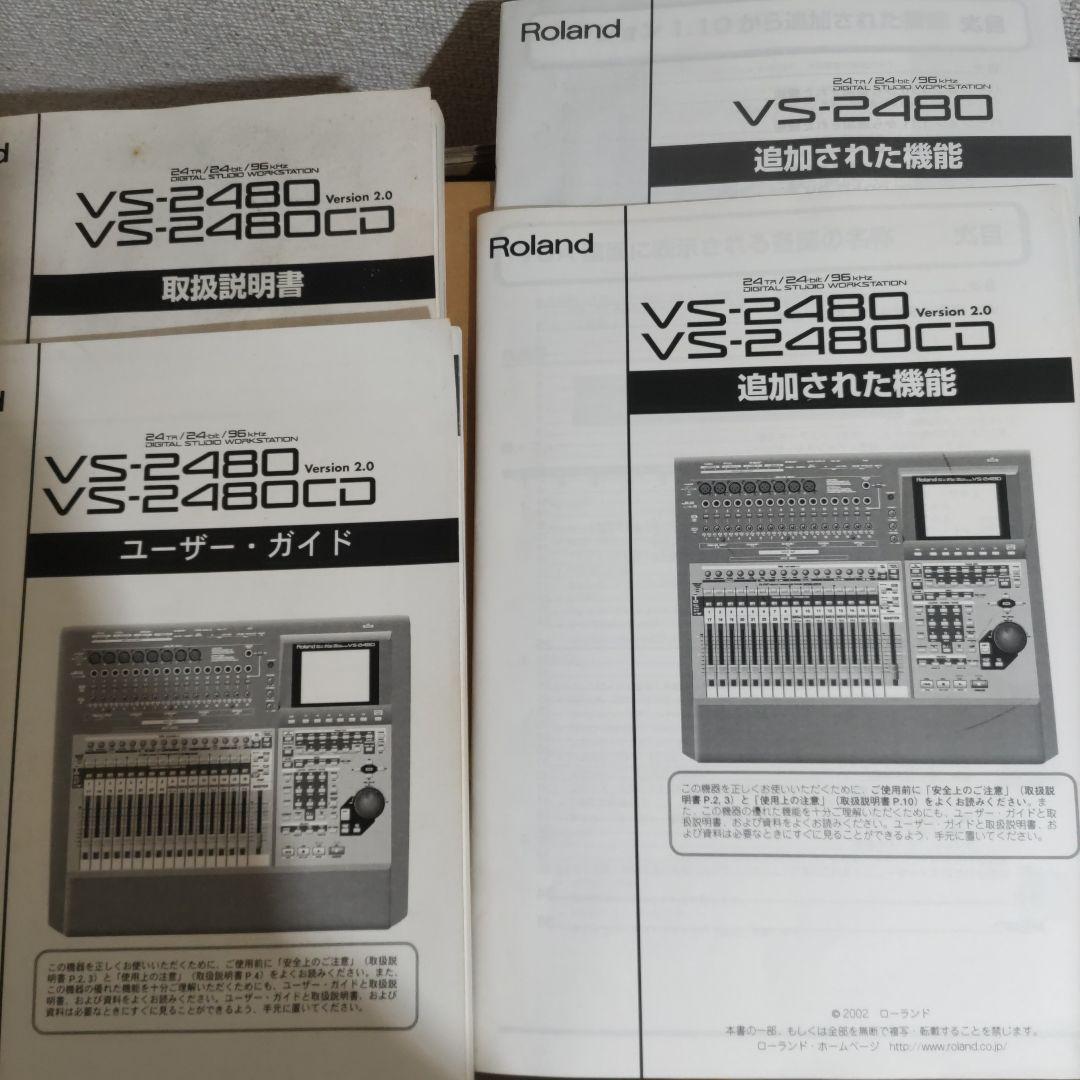 Roland
24TR/24-bit/96kHz
DIGITAL STUDIO WORKSTATION
VS-2480
追加された機能
24TR/24-bit/96kHz
DIGITAL STUDIO WORKSTATION
VS-2480 Version 2.0
VS-2480CD
取扱説明書
Roland
24TR/24-bit/96kHz
DIGITAL STUDIO WORKSTATION
VS-2480 Version 2.0
VS-2480CD
追加された機能
Roland VS-2480
この機器を正しくお使いいただくために、ご使用前に「安全上のご注意」（取扱説
明書 P.2, 3）と「使用上の注意」（取扱説明書 P.10）をよくお読みください。ま
た、この機器の優れた機能を十分ご理解いただくためにも、ユーザー・ガイドと取
扱説明書、および資料をよくお読みください。ユーザー・ガイドと取扱説明書、お
よび資料は必要なときにすぐに見ることができるよう、手元に置いてください。
© 2002 ローランド
本書の一部、もしくは全部を無断で複写・転載することを禁じます。
ローランド・ホームページ http://www.roland.co.jp/
24TR/24-bit/96kHz
DIGITAL STUDIO WORKSTATION
VS-2480 Version 2.0
VS-2480CD
ユーザー・ガイド
Roland VS-2480
この機器を正しくお使いいただくために、ご使用前に「安全上のご注意」（取扱説
明書 P.2, 3）と「使用上の注意」（取扱説明書 P.4）をよくお読みください。また、
この機器の優れた機能を十分ご理解いただくためにも、ユーザー・ガイドと取扱説
明書、および資料をよくお読みください。ユーザー・ガイドと取扱説明書、および
資料は必要なときにすぐに見ることができるよう、手元に置いてください。